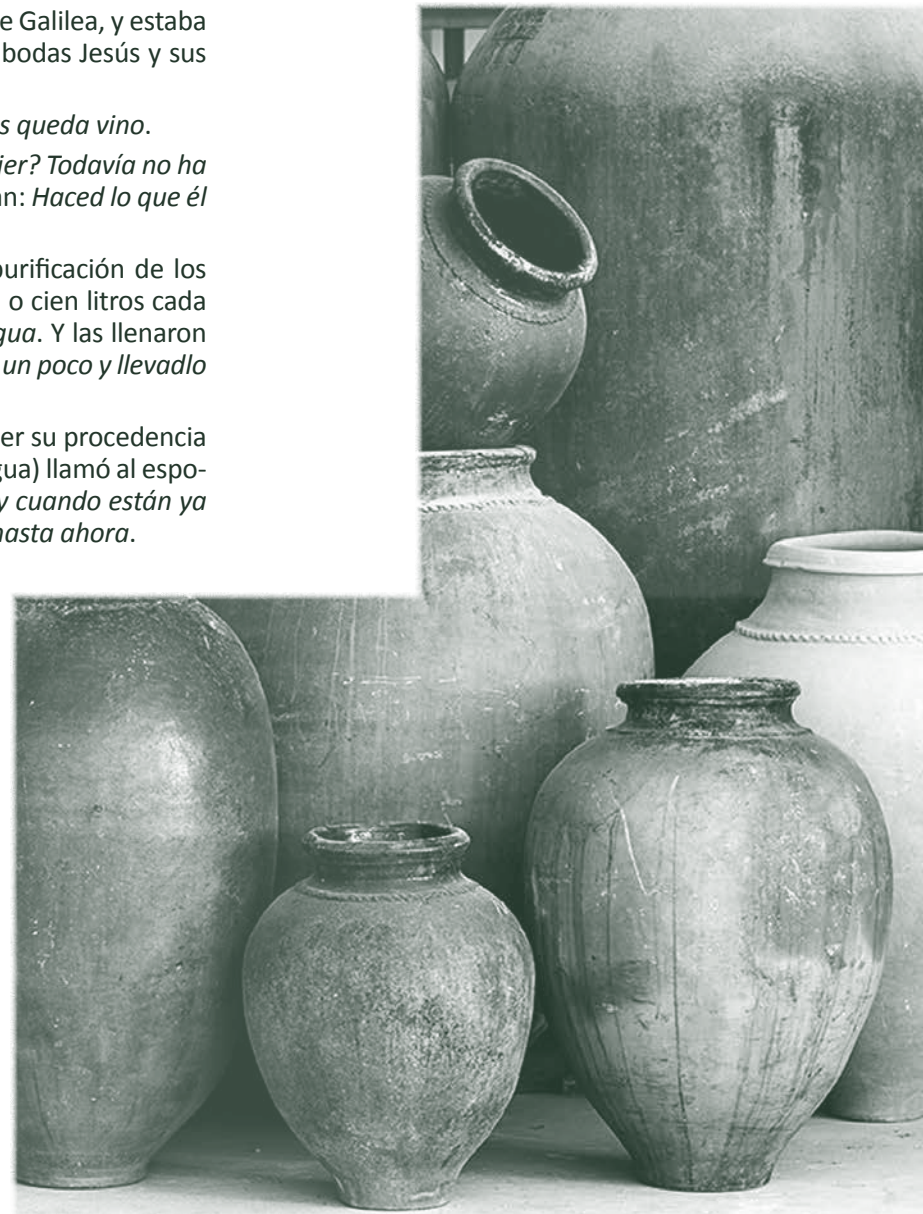 e Galilea, y estaba
bodas Jesús y sus
s queda vino.
ier? Todavía no ha
an: Haced lo que él
purificación de los
o cien litros cada
gua. Y las llenaron
un poco y llevadlo
er su procedencia
gua) llamó al espo-
y cuando están ya
hasta ahora.